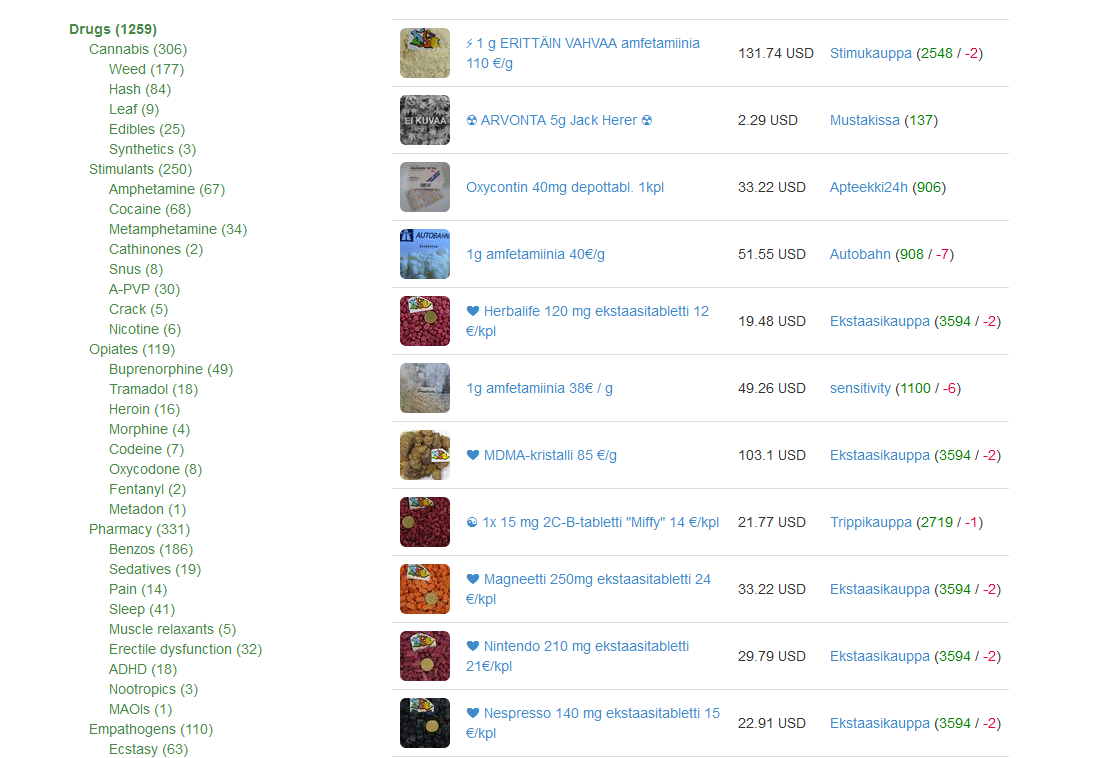 Drugs (1259)
Cannabis (306)
Weed (177)
Hash (84)
Leaf (9)
Edibles (25)
Synthetics (3)
Stimulants (250)
Amphetamine (67)
Cocaine (68)
Metamphetamine (34)
Cathinones (2)
Snus (8)
A-PVP (30)
Crack (5)
Nicotine (6)
Opiates (119)
Buprenorphine (49)
Tramadol (18)
Heroin (16)
Morphine (4)
Codeine (7)
Oxycodone (8)
Fentanyl (2)
Metadon (1)
Pharmacy (331)
Benzos (186)
Sedatives (19)
Pain (14)
Sleep (41)
Muscle relaxants (5)
Erectile dysfunction (32)
ADHD (18)
Nootropics (3)
MAOIs (1)
Empathogens (110)
Ecstasy (63)
⚡ 1 g ERITTÄIN VAHVAA amfetamiinia
110 €/g
131.74 USD
Stimukauppa (2548 / -2)
EI KUVAA
☢ ARVONTA 5g Jack Herer ☢
2.29 USD
Mustakissa (137)
Oxycontin 40mg depottabl. 1kpl
33.22 USD
Apteekki24h (906)
AUTOBAHN
1g amfetamiinia 40€/g
51.55 USD
Autobahn (908 / -7)
♥ Herbalife 120 mg ekstaasitabletti 12
€/kpl
19.48 USD
Ekstaasikauppa (3594 / -2)
1g amfetamiinia 38€ / g
49.26 USD
sensitivity (1100 / -6)
♥ MDMA-kristalli 85 €/g
103.1 USD
Ekstaasikauppa (3594 / -2)
☯ 1x 15 mg 2C-B-tabletti "Miffy" 14 €/kpl
21.77 USD
Trippikauppa (2719 / -1)
♥ Magneetti 250mg ekstaasitabletti 24
€/kpl
33.22 USD
Ekstaasikauppa (3594 / -2)
♥ Nintendo 210 mg ekstaasitabletti
21€/kpl
29.79 USD
Ekstaasikauppa (3594 / -2)
♥ Nespresso 140 mg ekstaasitabletti 15
€/kpl
22.91 USD
Ekstaasikauppa (3594 / -2)